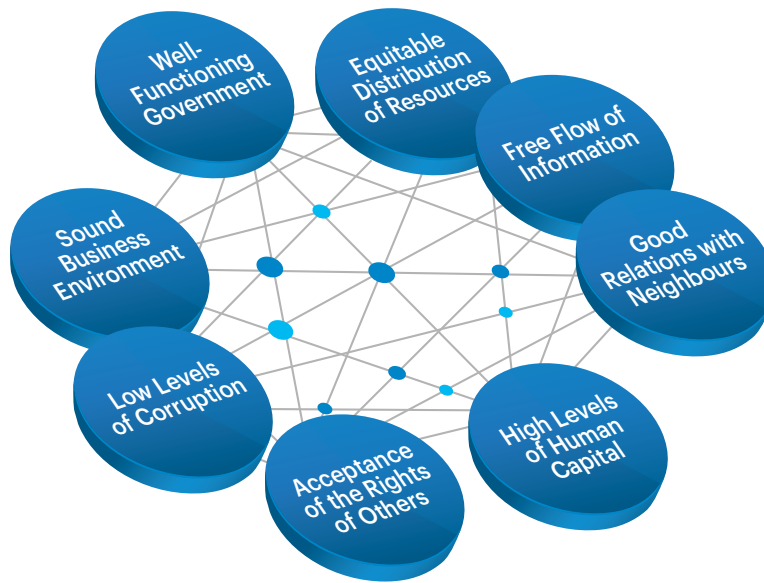 Well-
Functioning
Government
Equitable
Distribution
of Resources
Free Flow of
Information
Good
Relations with
Neighbours
Sound
Business
Environment
Low Levels
of Corruption
Acceptance
of the Rights
of Others
High Levels
of Human
Capital